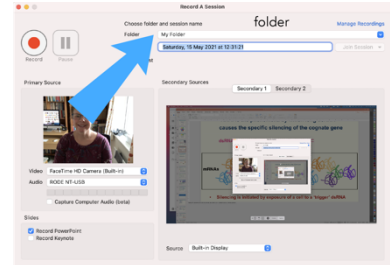 Record A Session
Choose folder and session name
folder
Manage Recordings
Folder
My Folder
Saturday, 15 May 2021 at 12:31:21
Join Session
Record
Pause
Primary Source
Secondary Sources
Secondary 1
Secondary 2
causes the specific silencing of the cognate gene
miRNAs
Silencing is initiated by exposure of a cell to a 'trigger' dsRNA
Video
FaceTime HD Camera (Built-in)
Audio
RODE NT-USB
Capture Computer Audio (beta)
Slides
Record PowerPoint
Record Keynote
Source
Built-in Display